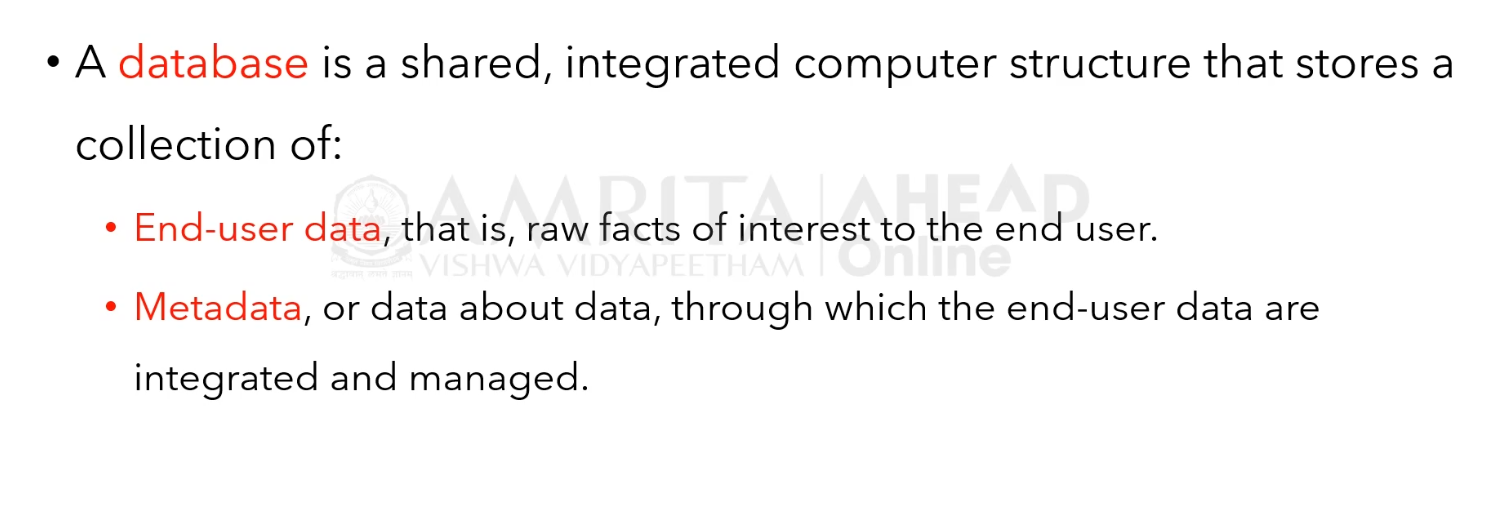 • A database is a shared, integrated computer structure that stores a
collection of:
• End-user data, that is, raw facts of interest to the end user.
• Metadata, or data about data, through which the end-user data are
integrated and managed.
AMRITA
VISHWA VIDYAPEETHAM
AHEAD
Online